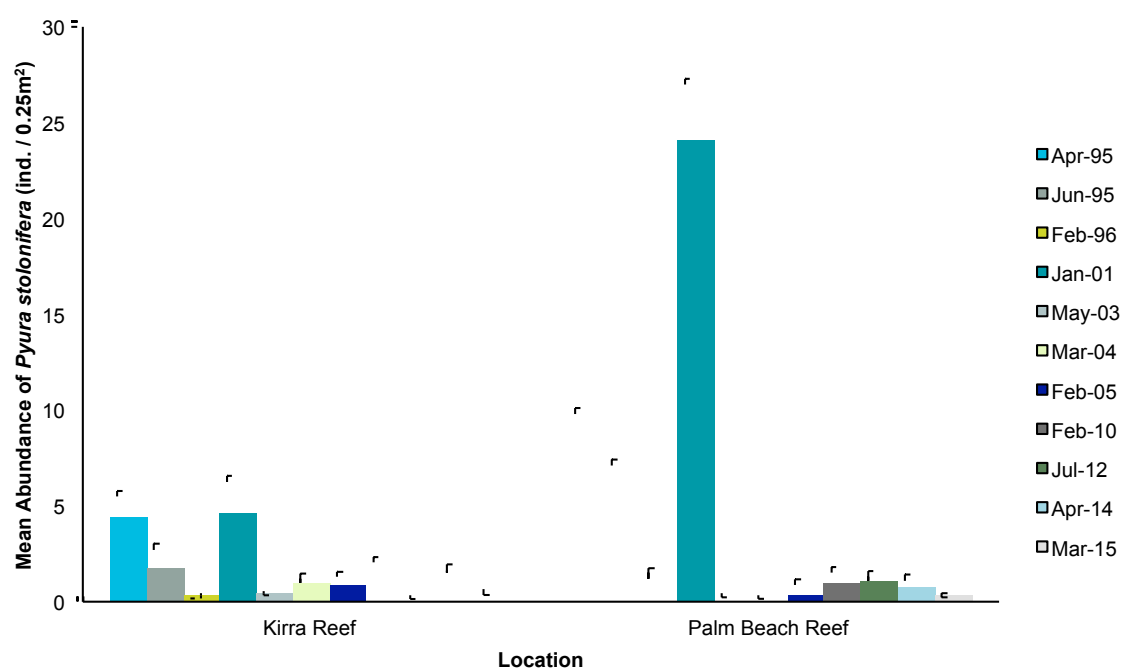 Mean Abundance of Pyura stolonifera (ind. / 0.25m²)
30
25
20
15
10
5
0
Kirra Reef
Palm Beach Reef
Location
Apr-95
Jun-95
Feb-96
Jan-01
May-03
Mar-04
Feb-05
Feb-10
Jul-12
Apr-14
Mar-15